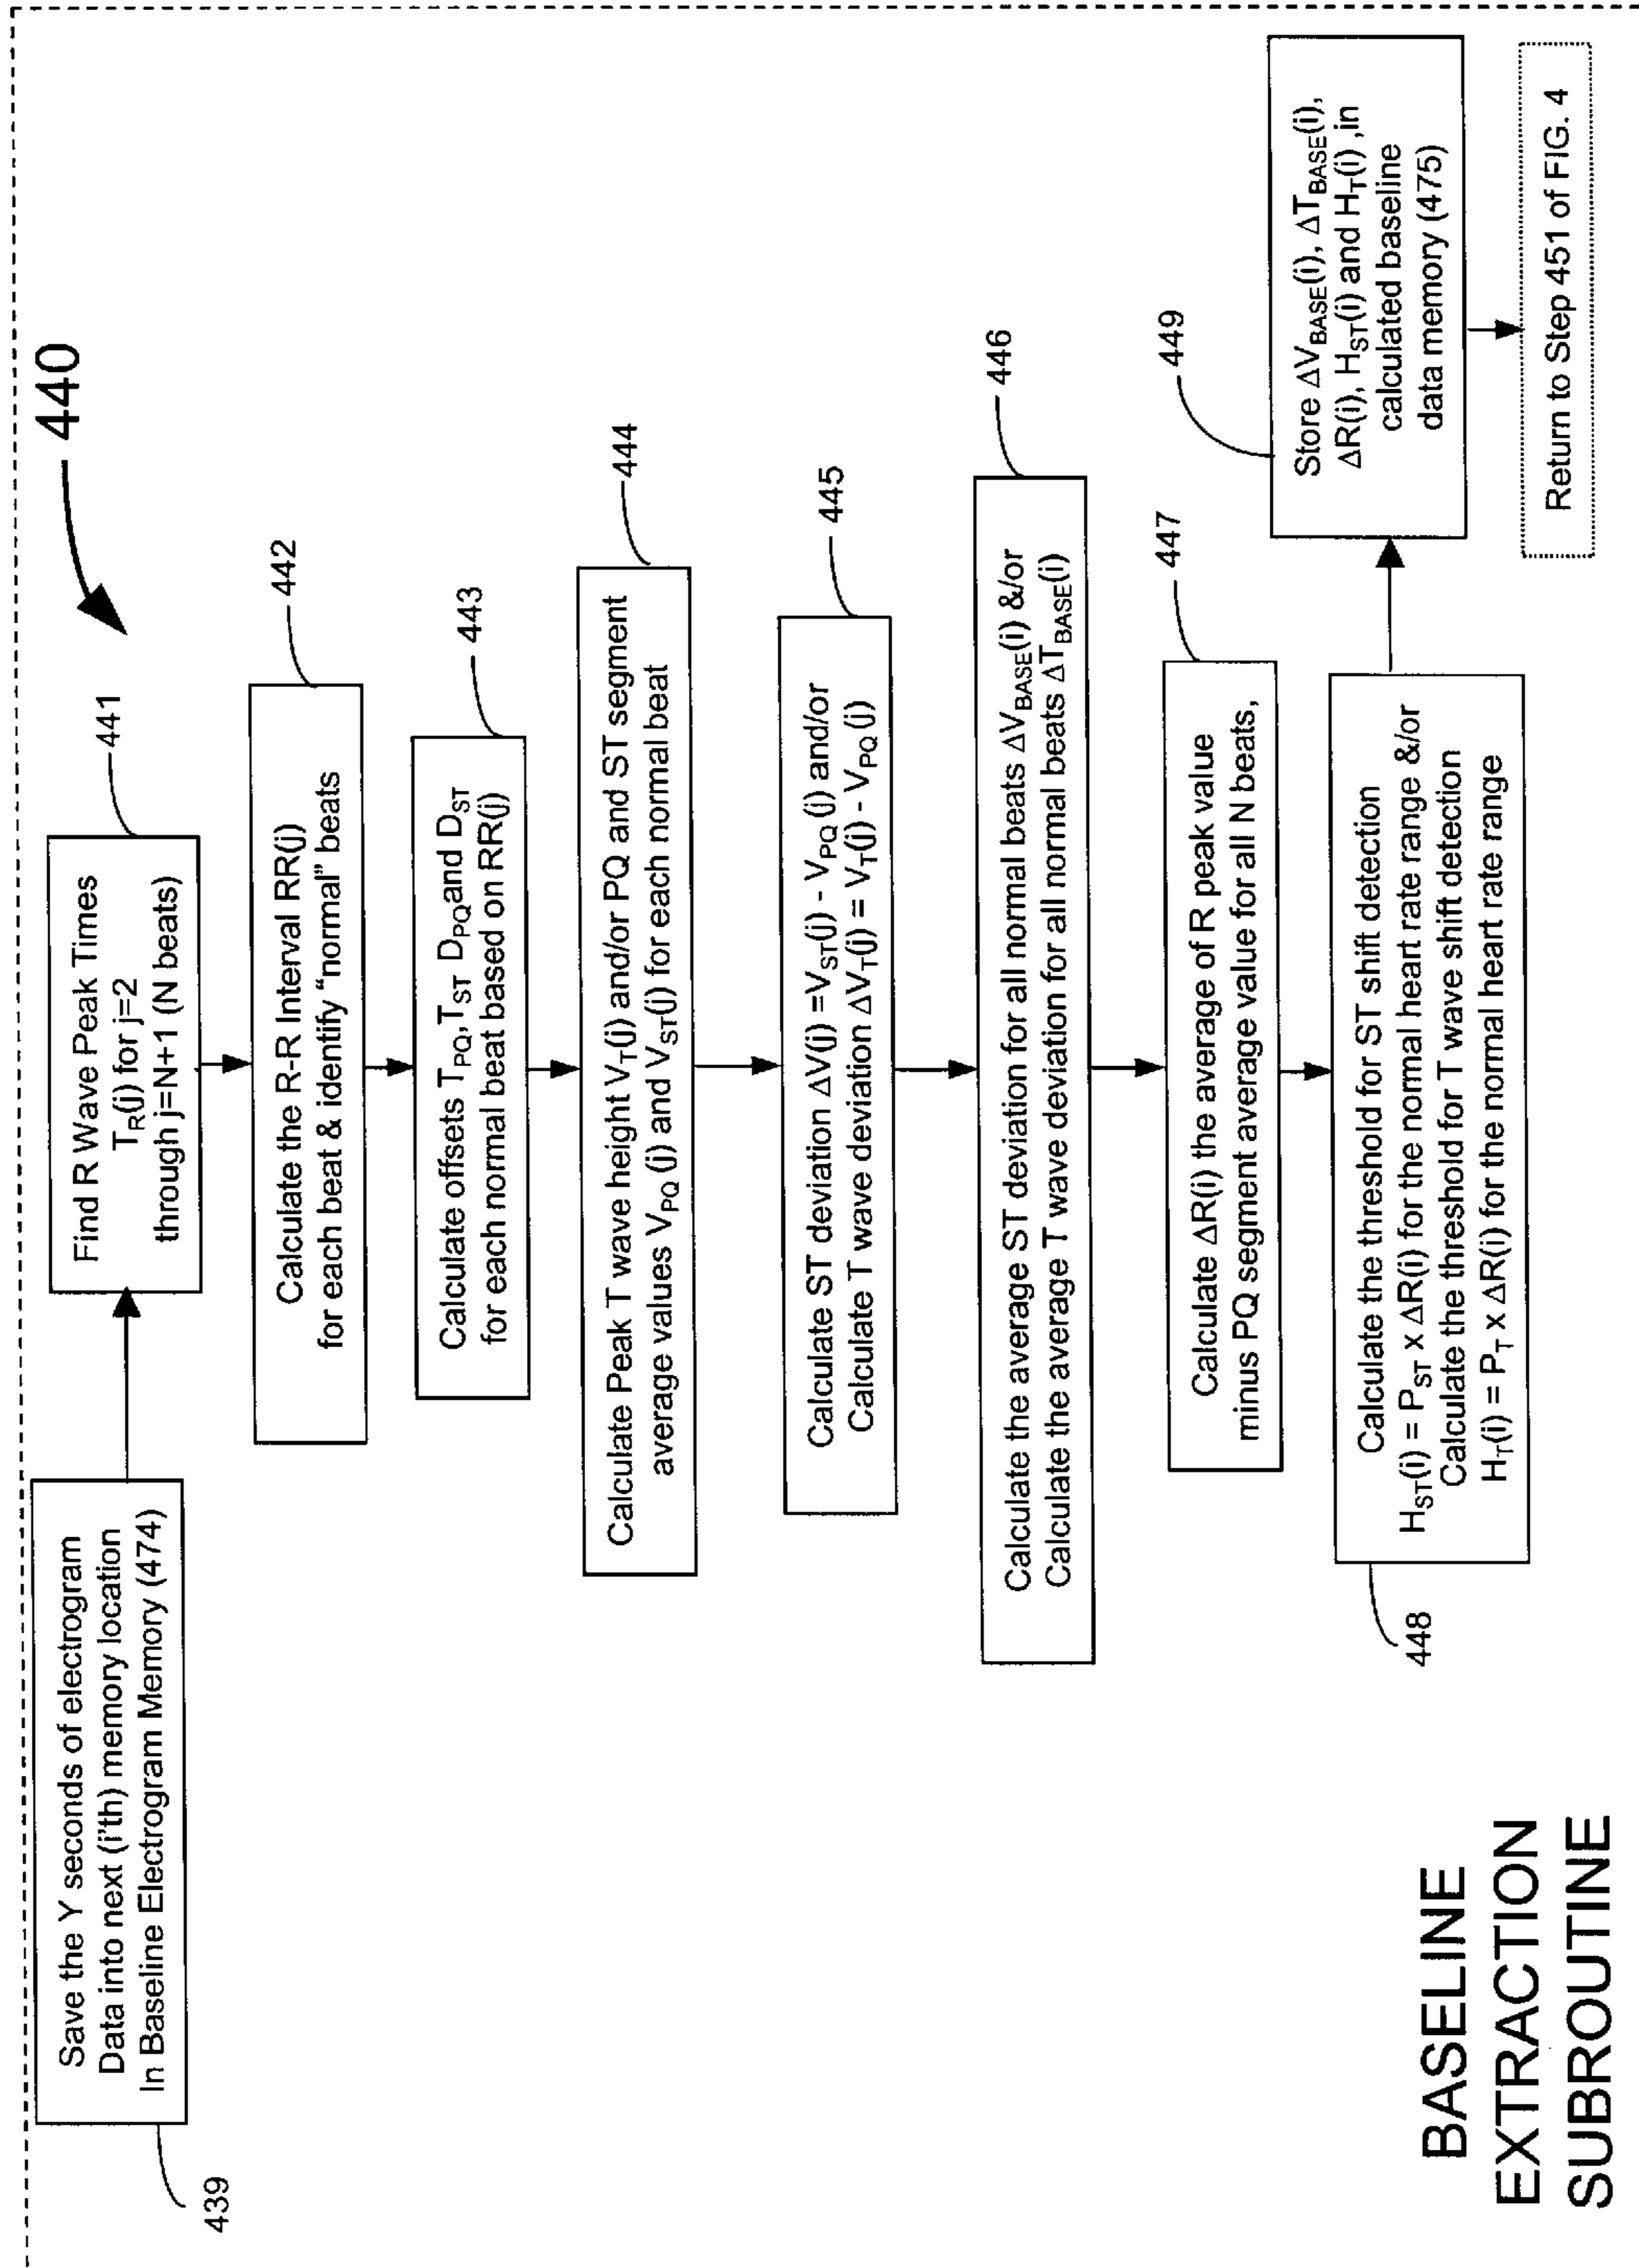 440
Save the Y seconds of electrogram
Data into next (i'th) memory location
In Baseline Electrogram Memory (474)
439
Find R Wave Peak Times
T_R(j) for j=2
through j=N+1 (N beats)
441
Calculate the R-R Interval RR(j)
for each beat & identify "normal" beats
442
Calculate offsets T_PQ, T_ST D_PQ and D_ST
for each normal beat based on RR(j)
443
Calculate Peak T wave height V_T(j) and/or PQ and ST segment
average values V_PQ (j) and V_ST(j) for each normal beat
444
Calculate ST deviation ΔV(j) =V_ST(j) - V_PQ (j) and/or
Calculate T wave deviation ΔV_T(j) = V_T(j) - V_PQ (j)
445
Calculate the average ST deviation for all normal beats ΔV_BASE(i) &/or
Calculate the average T wave deviation for all normal beats ΔT_BASE(i)
446
Calculate ΔR(i) the average of R peak value
minus PQ segment average value for all N beats,
447
Calculate the threshold for ST shift detection
H_ST(i) = P_ST x ΔR(i) for the normal heart rate range &/or
Calculate the threshold for T wave shift detection
H_T(i) = P_T x ΔR(i) for the normal heart rate range
448
Store ΔV_BASE(i), ΔT_BASE(i),
ΔR(i), H_ST(i) and H_T(i) ,in
calculated baseline
data memory (475)
449
Return to Step 451 of FIG. 4
BASELINE
EXTRACTION
SUBROUTINE